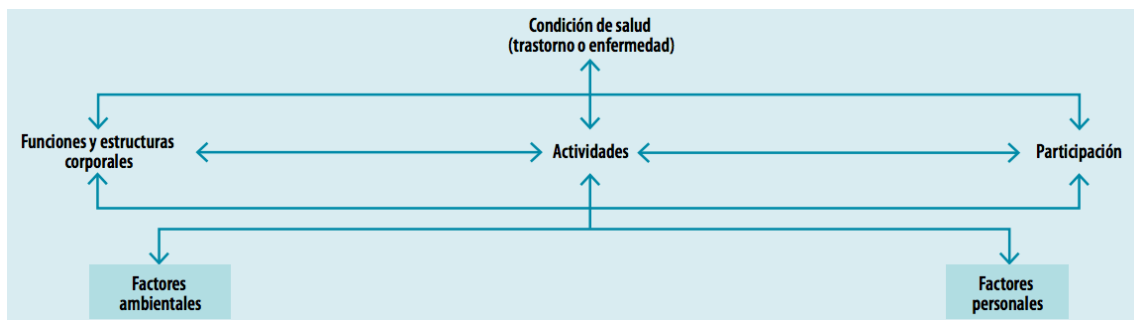 Condición de salud
(trastorno o enfermedad)
Funciones y estructuras
corporales
Actividades
Participación
Factores
ambientales
Factores
personales